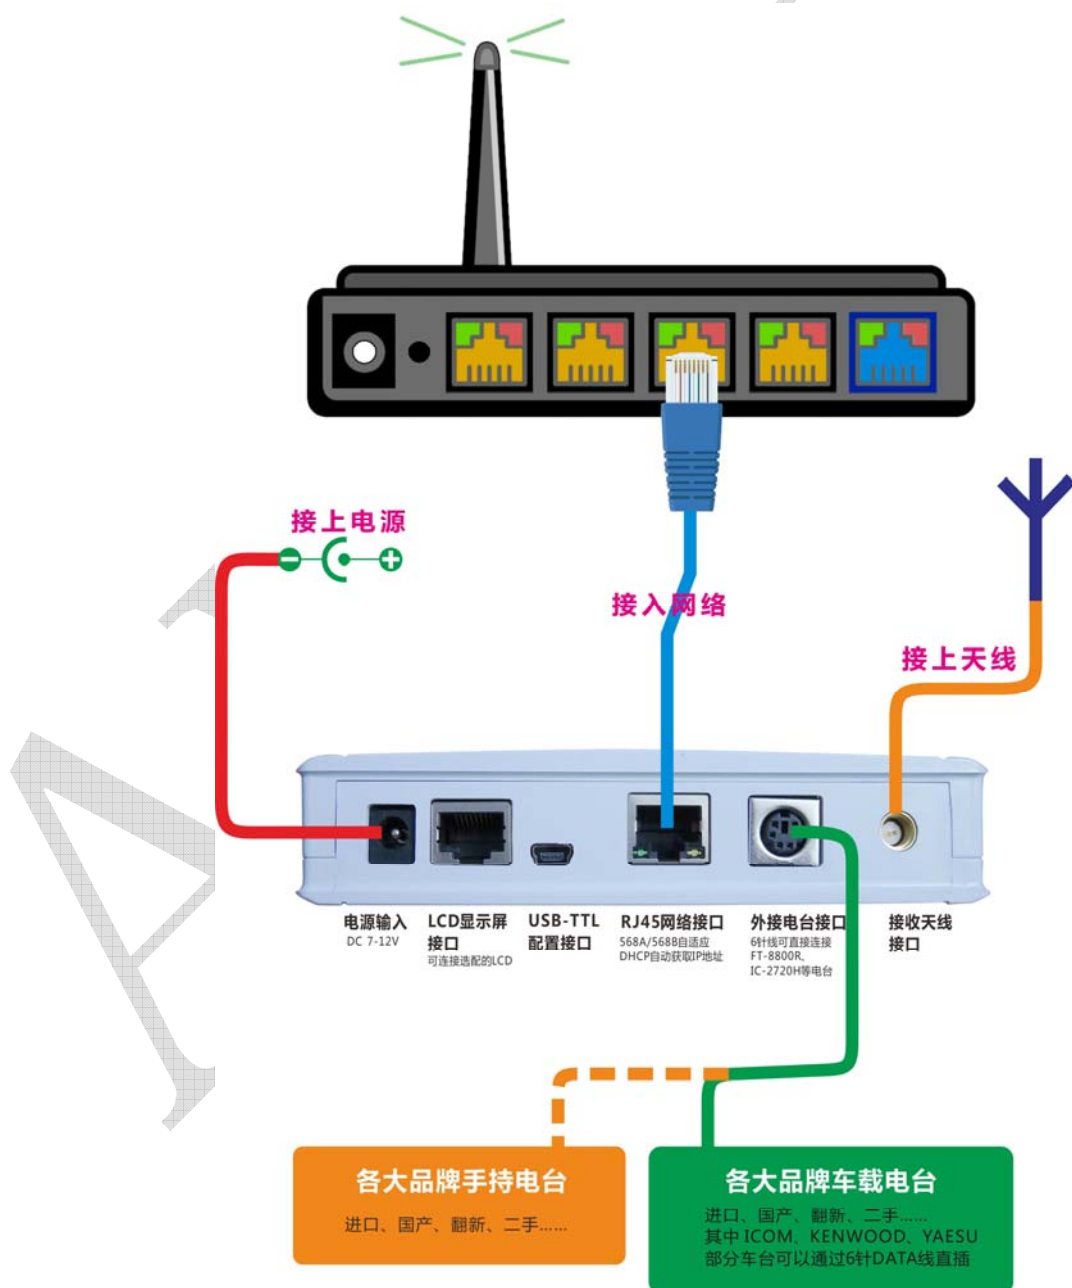 接上电源
接入网络
接上天线
电源输入
DC 7-12V
LCD显示屏
接口
可连接选配的LCD
USB-TTL
配置接口
RJ45网络接口
568A/568B自适应
DHCP自动获取IP地址
外接电台接口
6针线可直接连接
FT-8800R、
IC-2720H等电台
接收天线
接口
各大品牌手持电台
进口、国产、翻新、二手……
各大品牌车载电台
进口、国产、翻新、二手……
其中 ICOM、KENWOOD、YAESU
部分车台可以通过6针DATA线直插